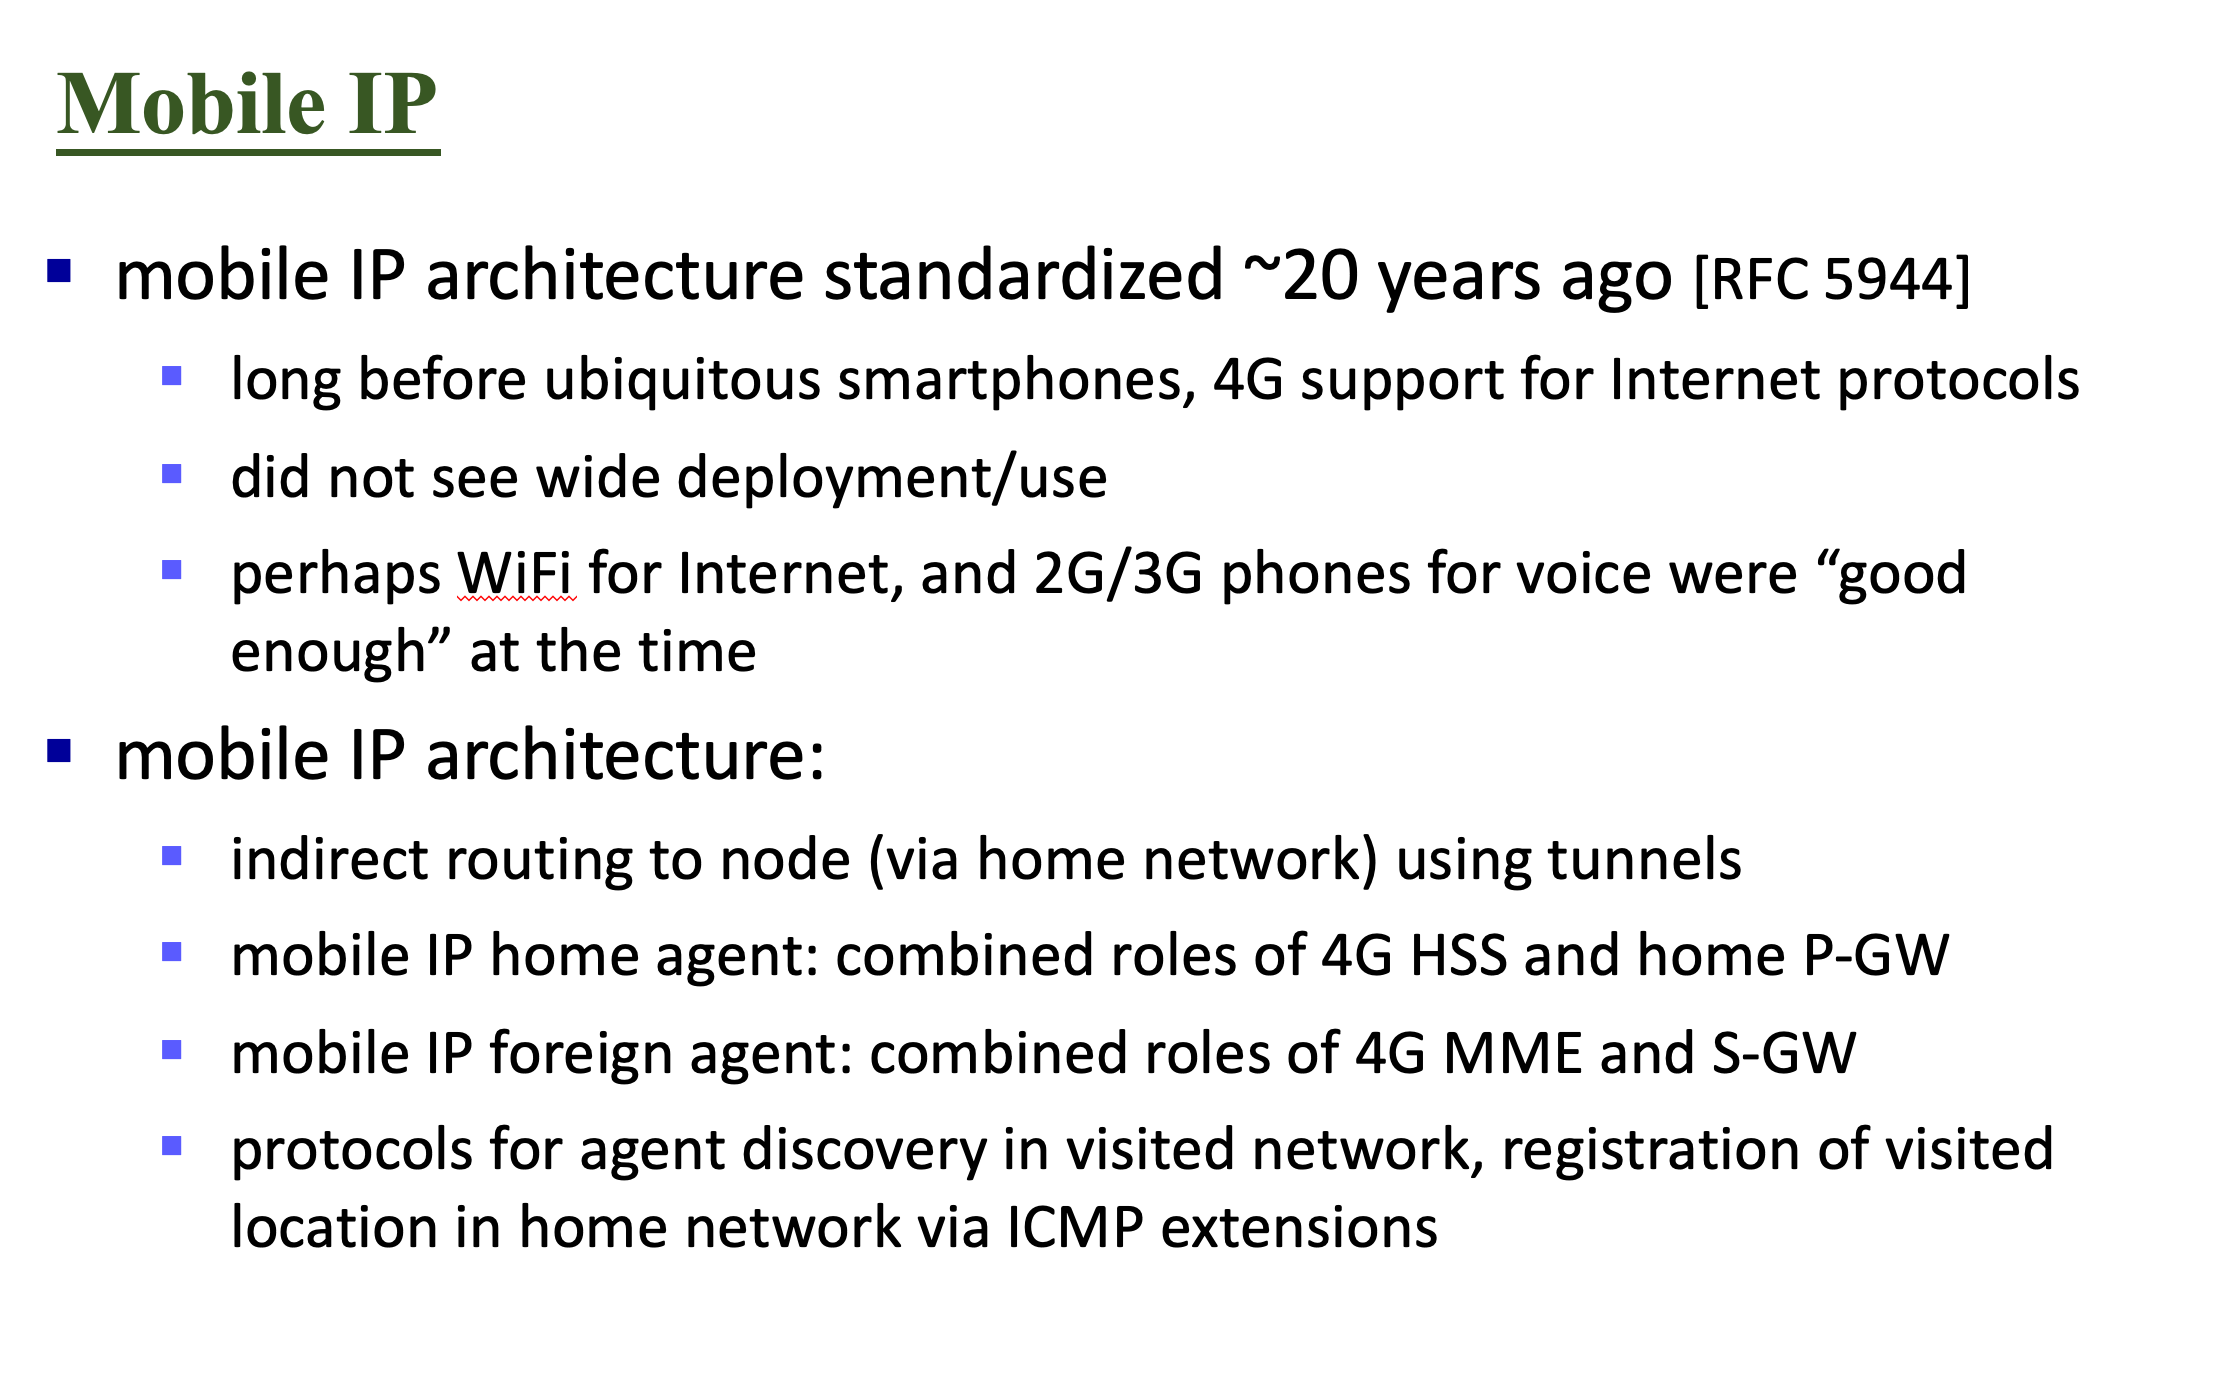 Mobile IP
mobile IP architecture standardized ~20 years ago [RFC 5944]
long before ubiquitous smartphones, 4G support for Internet protocols
did not see wide deployment/use
perhaps WiFi for Internet, and 2G/3G phones for voice were “good
enough” at the time
mobile IP architecture:
indirect routing to node (via home network) using tunnels
mobile IP home agent: combined roles of 4G HSS and home P-GW
mobile IP foreign agent: combined roles of 4G MME and S-GW
protocols for agent discovery in visited network, registration of visited
location in home network via ICMP extensions